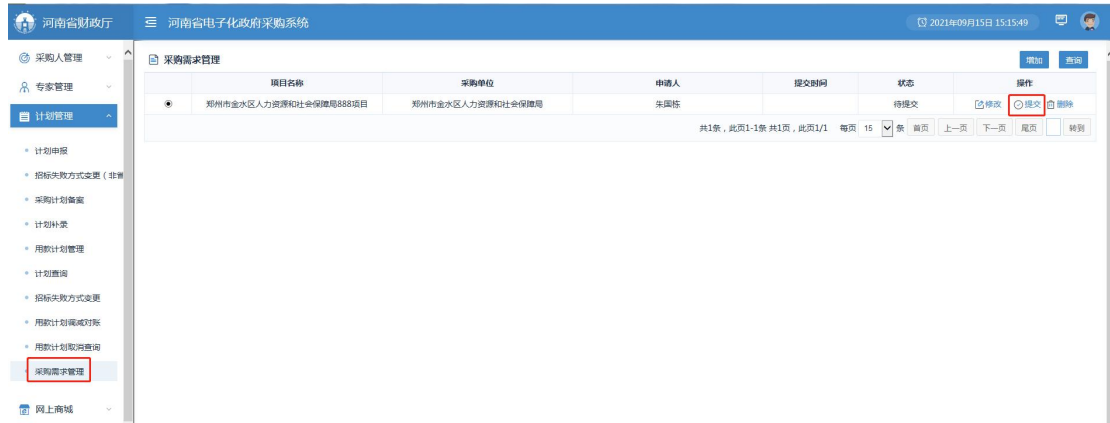 河南省财政厅
河南省电子化政府采购系统
2021年09月15日 15:15:49
采购人管理
专家管理
计划管理
计划申报
招标失败方式变更(非省
采购计划备案
计划补录
用款计划管理
计划查询
招标失败方式变更
用款计划调减对账
用款计划取消查询
采购需求管理
网上商城
采购需求管理
增加 查询
项目名称 采购单位 申请人 提交时间 状态 操作
郑州市金水区人力资源和社会保障局888项目 郑州市金水区人力资源和社会保障局 朱国栋 待提交 修改 提交 删除
共1条,此页1-1条 共1页,此页1/1 每页 15 条 首页 上一页 下一页 尾页 转到